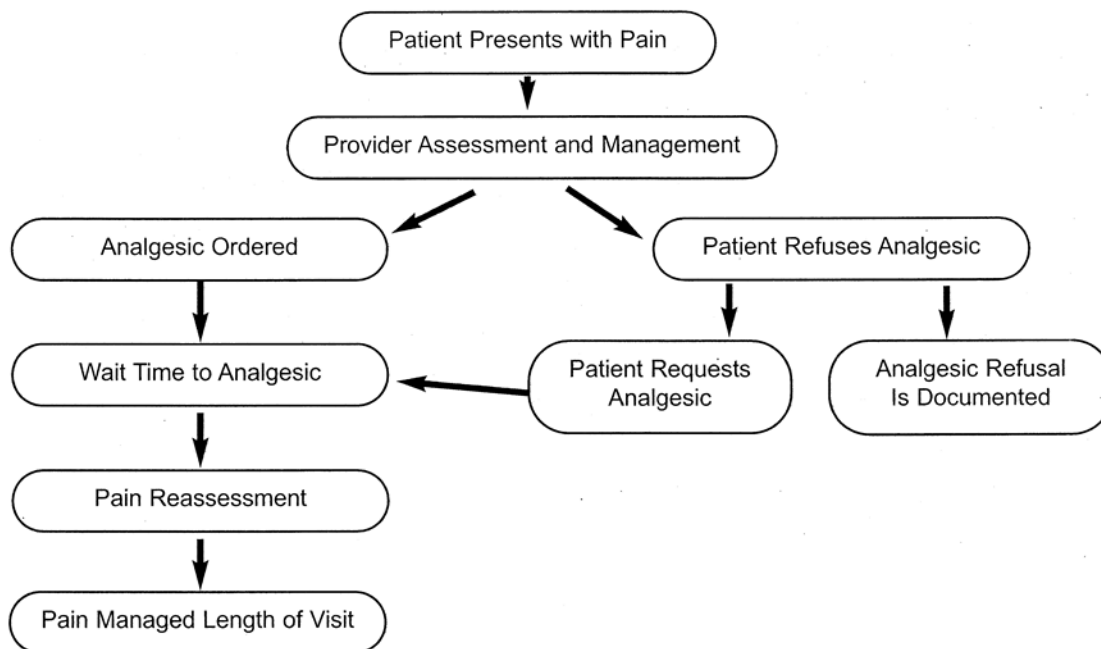 Patient Presents with Pain
Provider Assessment and Management
Analgesic Ordered
Patient Refuses Analgesic
Wait Time to Analgesic
Patient Requests
Analgesic
Analgesic Refusal
Is Documented
Pain Reassessment
Pain Managed Length of Visit